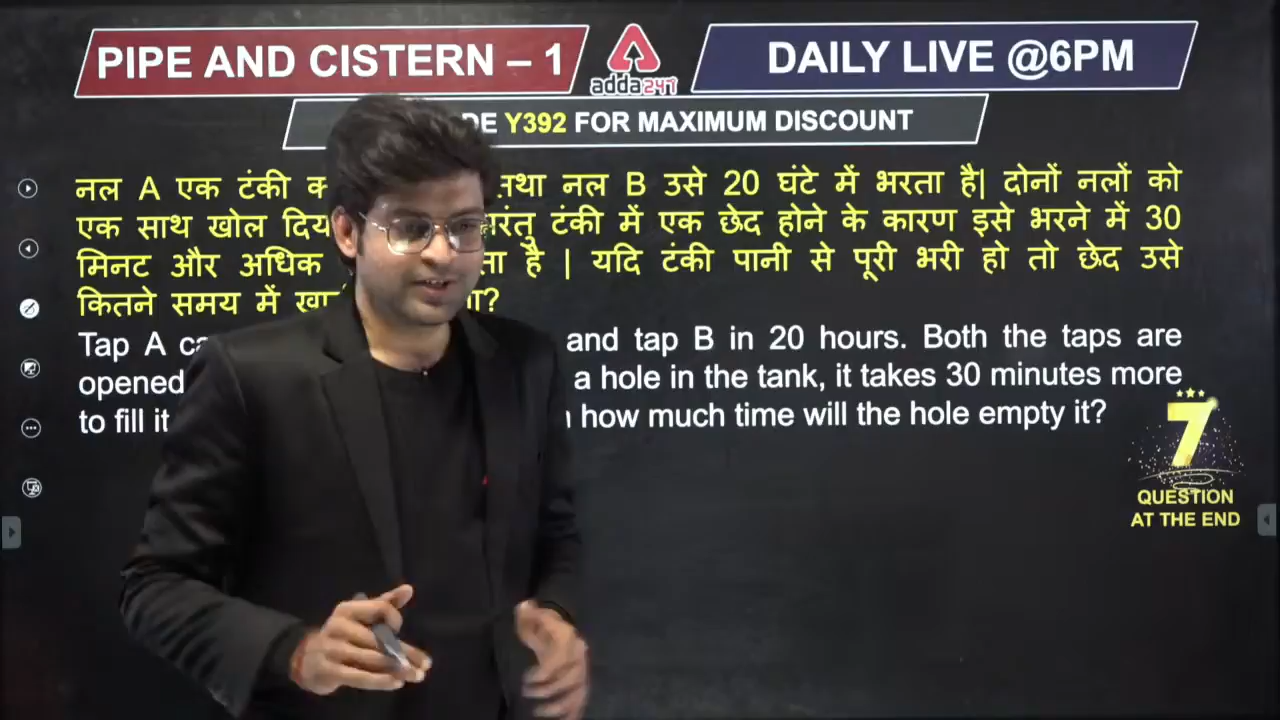 PIPE AND CISTERN – 1
adda247
DAILY LIVE @6PM
Y392 FOR MAXIMUM DISCOUNT
नल A एक टंकी तथा नल B उसे 20 घंटे में भरता है| दोनों नलों को
एक साथ खोल परंतु टंकी में एक छेद होने के कारण इसे भरने में 30
मिनट और अधिक है | यदि टंकी पानी से पूरी भरी हो तो छेद उसे
कितने समय में
Tap A and tap B in 20 hours. Both the taps are
opened a hole in the tank, it takes 30 minutes more
to fill it how much time will the hole empty it?
7
QUESTION
AT THE END